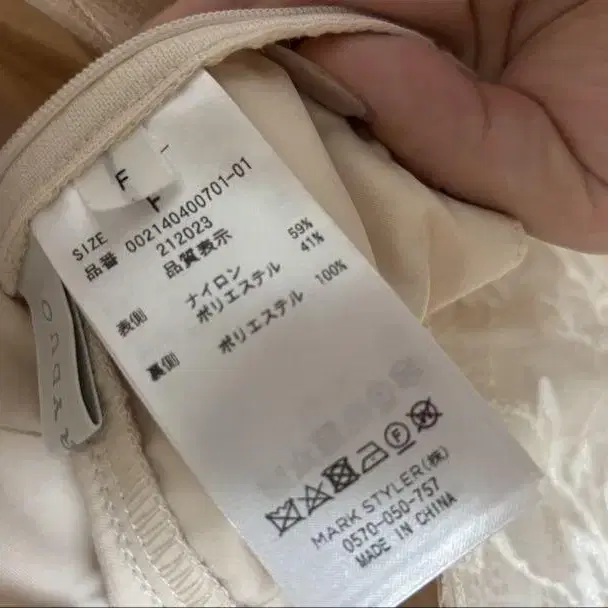 F
SIZE F
品番 002140400701-01
212023
品質表示
表側 ナイロン 59%
ポリエステル 41%
裏側 ポリエステル 100%
MARK STYLER(株)
0570-050-757
MADE IN CHINA